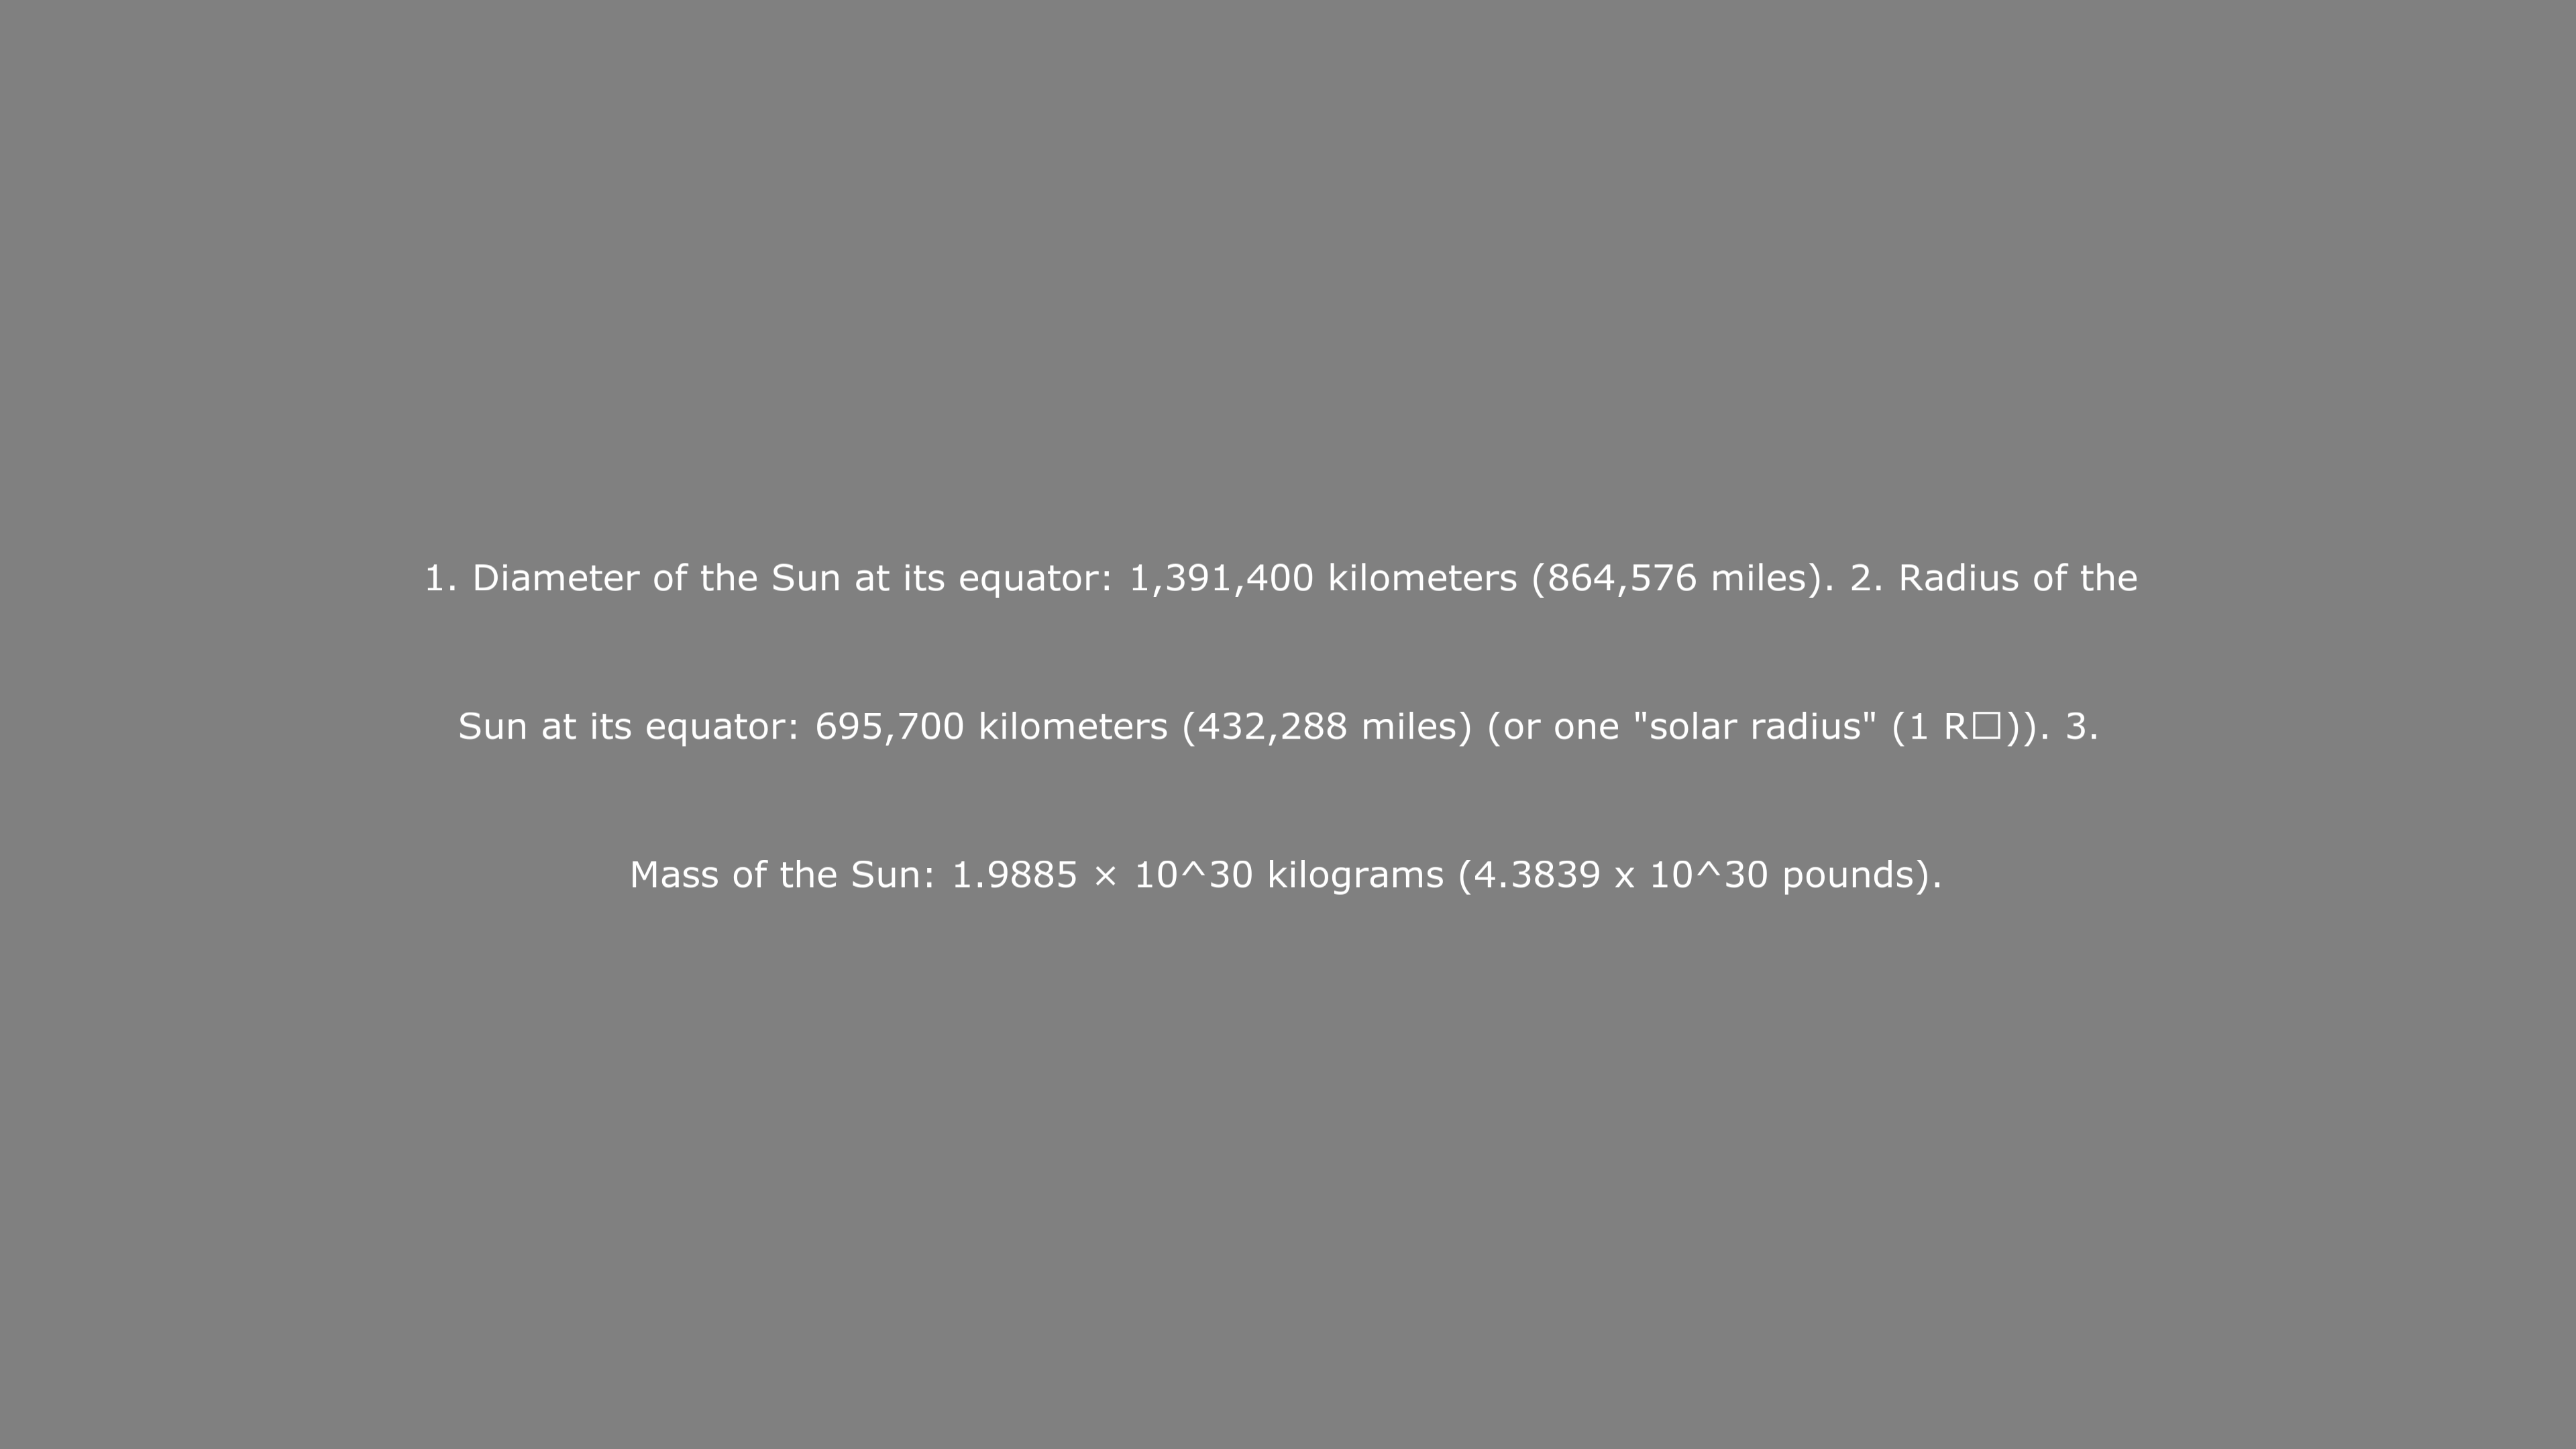 1. Diameter of the Sun at its equator: 1,391,400 kilometers (864,576 miles). 2. Radius of the
Sun at its equator: 695,700 kilometers (432,288 miles) (or one "solar radius" (1 R□)). 3.
Mass of the Sun: 1.9885 × 10^30 kilograms (4.3839 x 10^30 pounds).